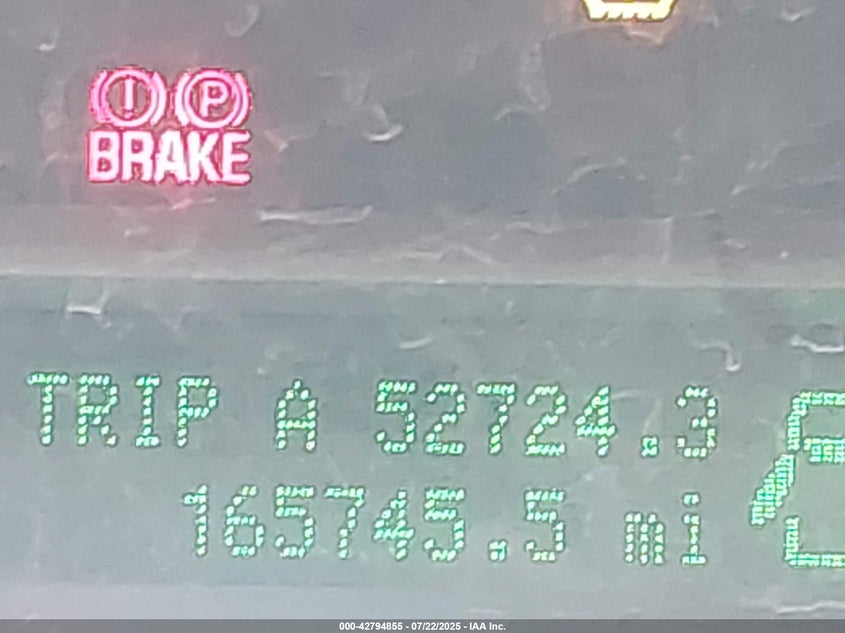 ! P
BRAKE
TRIP A 52724.3
165745.5 mi
E
000-42794855 - 07/22/2025 - IAA Inc.